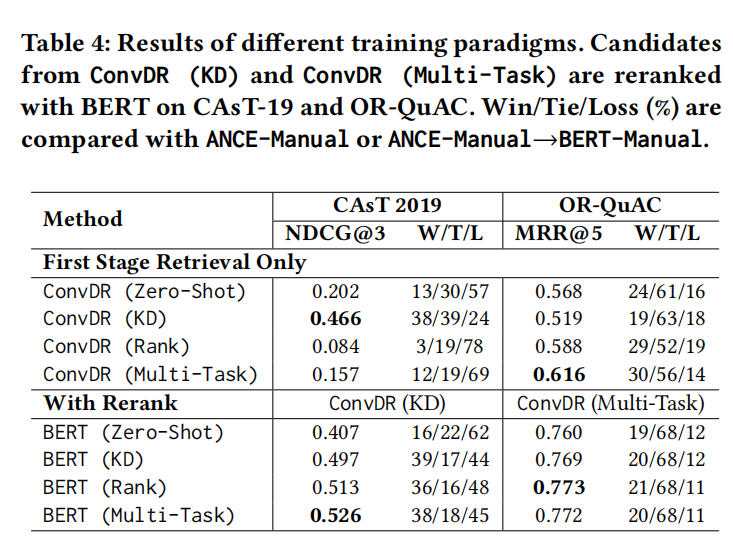 Table 4: Results of different training paradigms. Candidates
from ConvDR (KD) and ConvDR (Multi-Task) are reranked
with BERT on CAsT-19 and OR-QuAC. Win/Tie/Loss (%) are
compared with ANCE-Manual or ANCE-Manual→BERT-Manual.
Method CAsT 2019 OR-QuAC
NDCG@3 W/T/L MRR@5 W/T/L
First Stage Retrieval Only
ConvDR (Zero-Shot) 0.202 13/30/57 0.568 24/61/16
ConvDR (KD) 0.466 38/39/24 0.519 19/63/18
ConvDR (Rank) 0.084 3/19/78 0.588 29/52/19
ConvDR (Multi-Task) 0.157 12/19/69 0.616 30/56/14
With Rerank ConvDR (KD) ConvDR (Multi-Task)
BERT (Zero-Shot) 0.407 16/22/62 0.760 19/68/12
BERT (KD) 0.497 39/17/44 0.769 20/68/12
BERT (Rank) 0.513 36/16/48 0.773 21/68/11
BERT (Multi-Task) 0.526 38/18/45 0.772 20/68/11